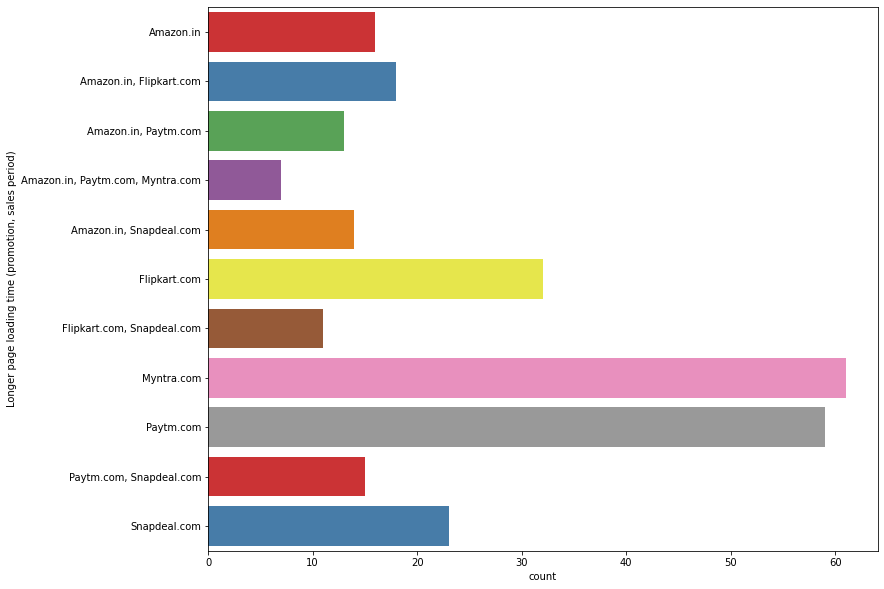 Longer page loading time (promotion, sales period)
Amazon.in
Amazon.in, Flipkart.com
Amazon.in, Paytm.com
Amazon.in, Paytm.com, Myntra.com
Amazon.in, Snapdeal.com
Flipkart.com
Flipkart.com, Snapdeal.com
Myntra.com
Paytm.com
Paytm.com, Snapdeal.com
Snapdeal.com
0 10 20 30 40 50 60
count